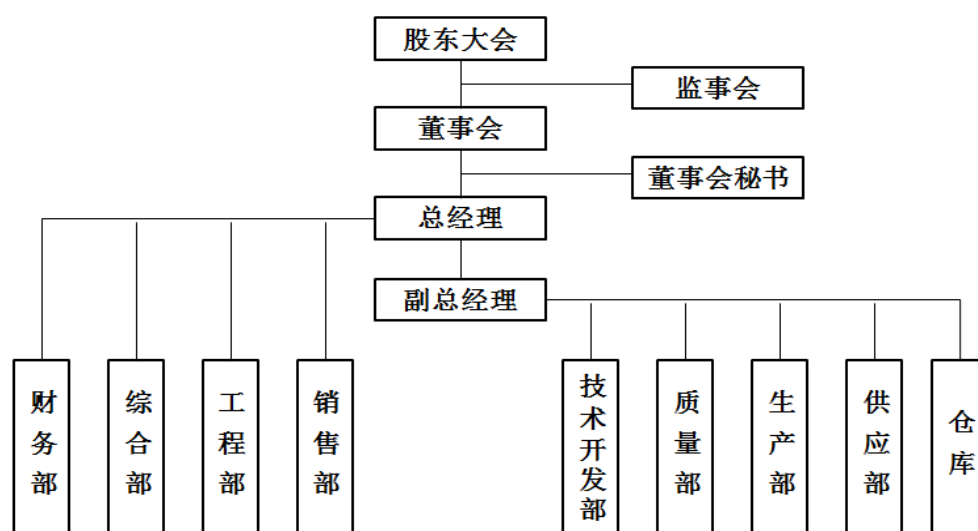 股东大会
监事会
董事会
董事会秘书
总经理
副总经理
财务部
综合部
工程部
销售部
技术开发部
质量部
生产部
供应部
仓库